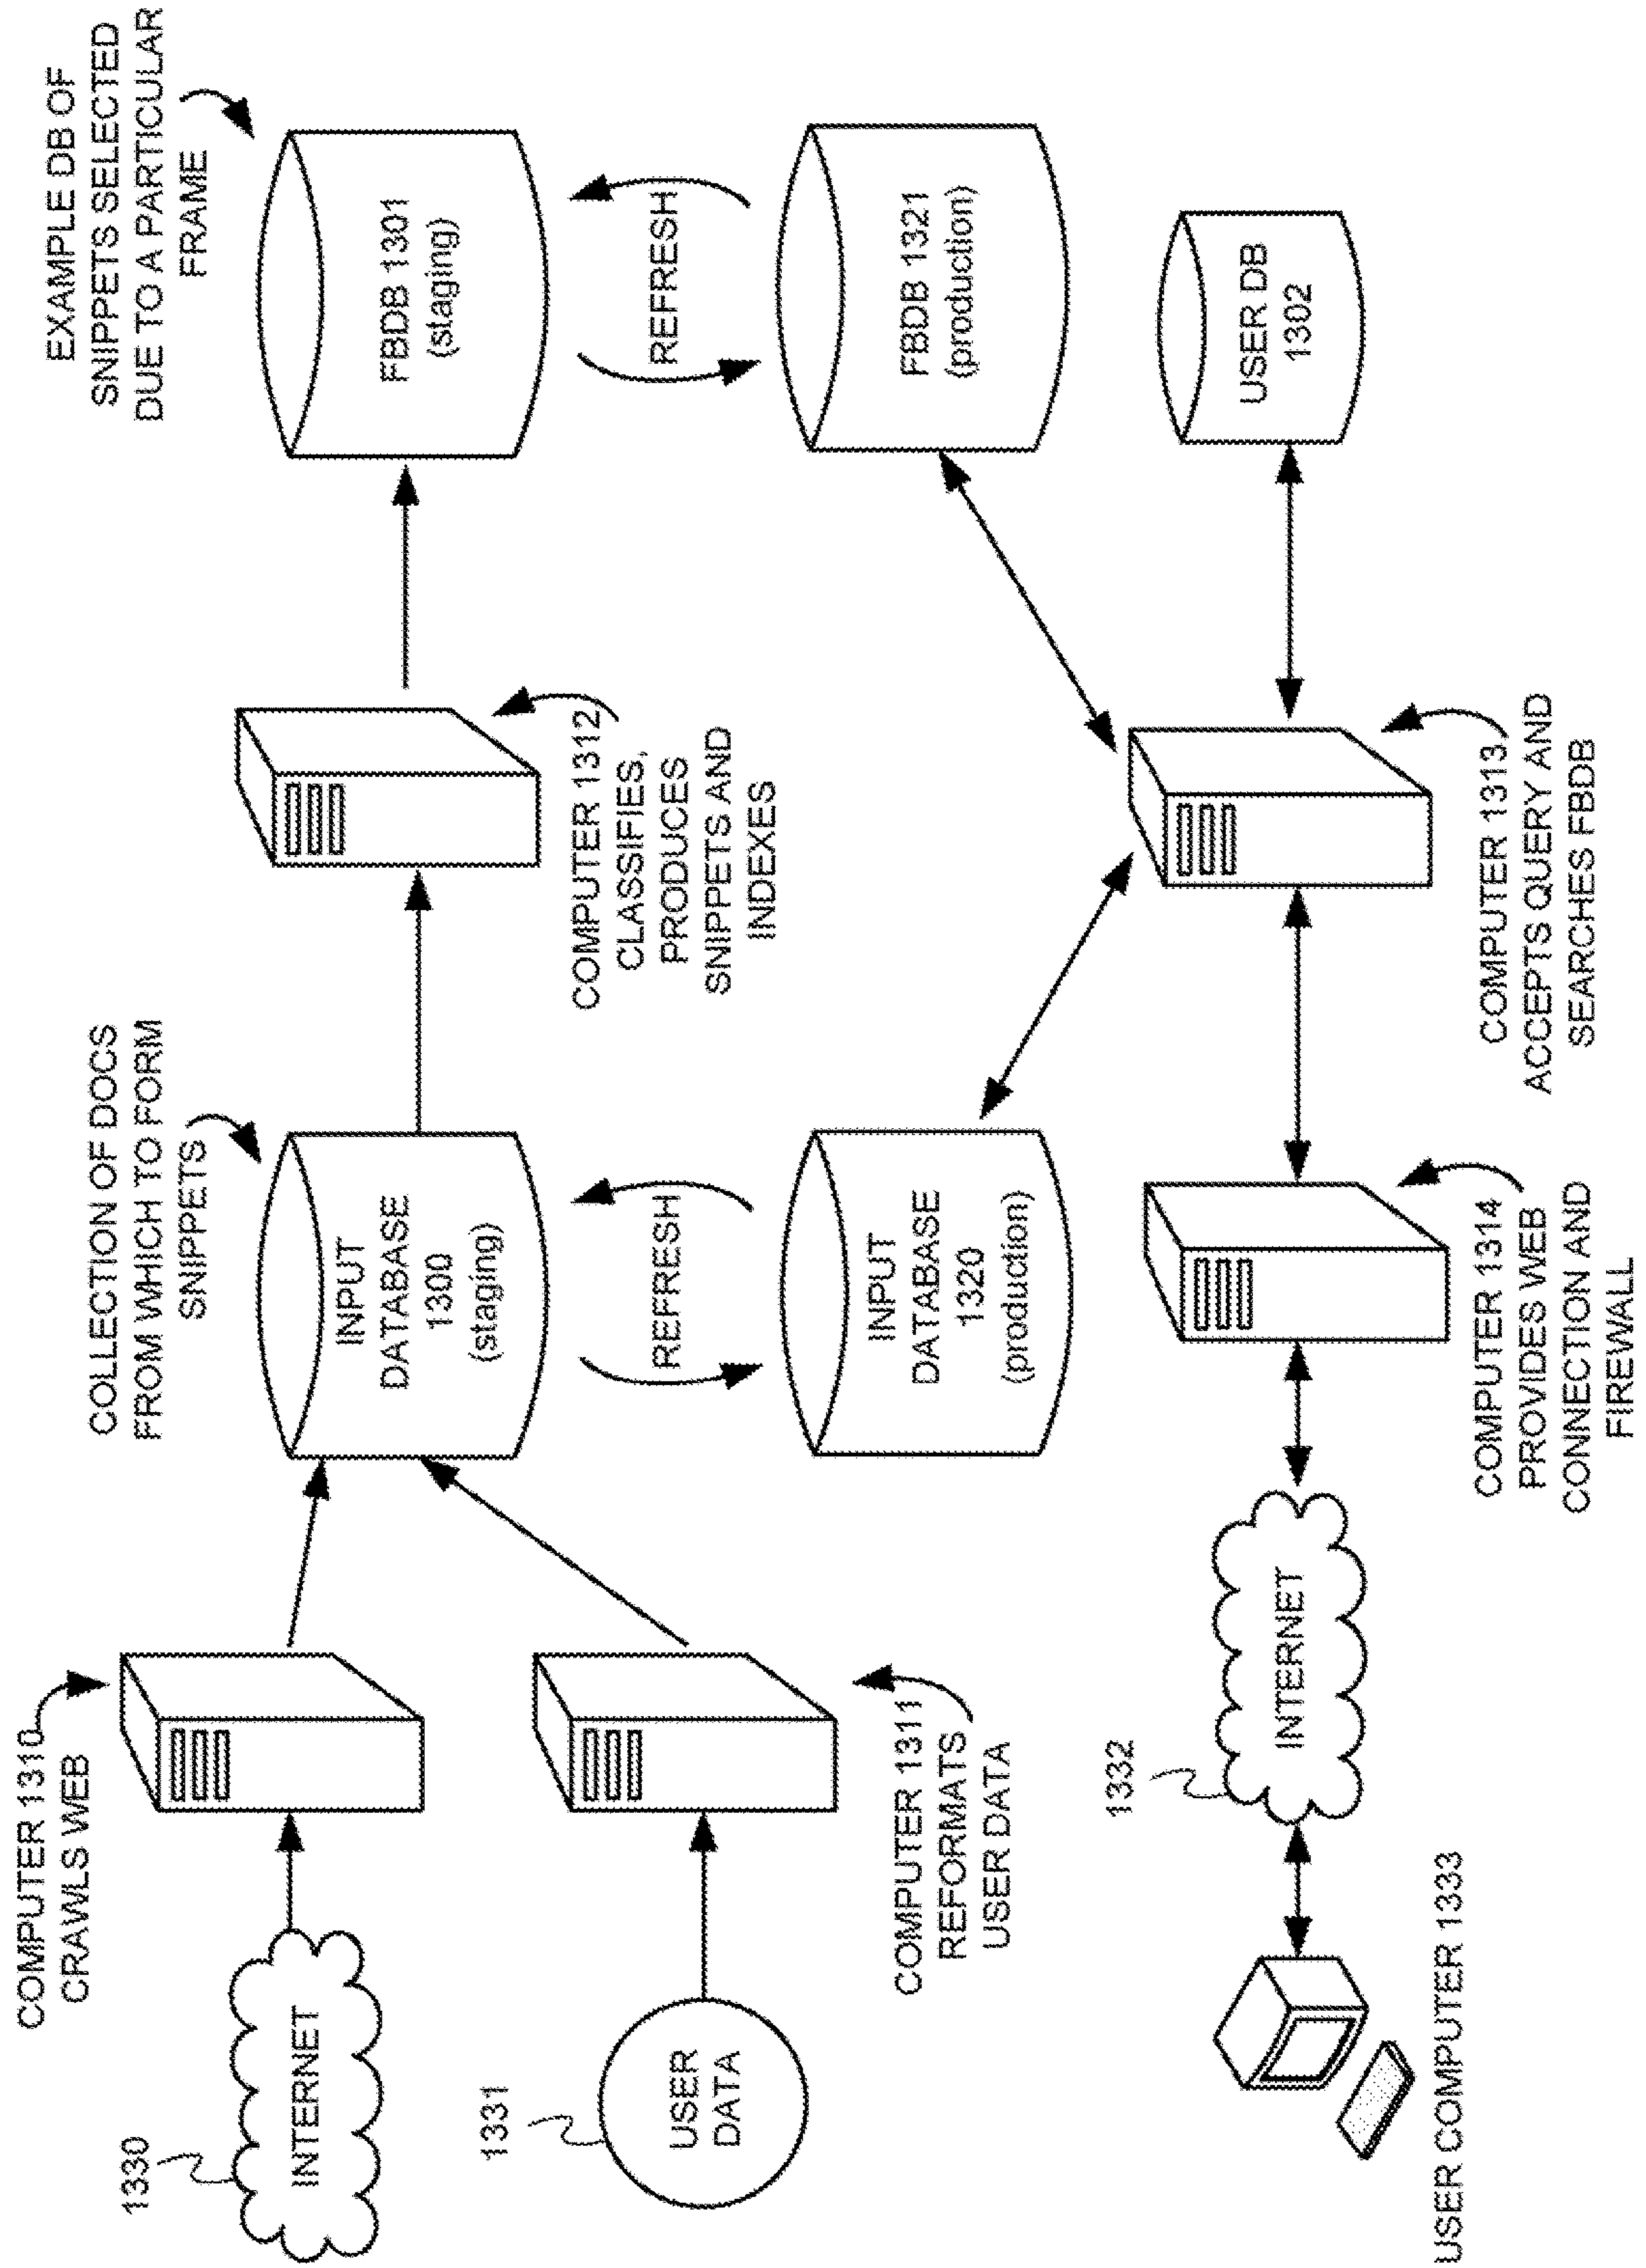 COMPUTER 1310
CRAWLS WEB
1330
INTERNET
1331
USER
DATA
COMPUTER 1311
REFORMATS
USER DATA
COLLECTION OF DOCS
FROM WHICH TO FORM
SNIPPETS
INPUT
DATABASE
1300
(staging)
REFRESH
INPUT
DATABASE
1320
(production)
COMPUTER 1312
CLASSIFIES,
PRODUCES
SNIPPETS AND
INDEXES
EXAMPLE DB OF
SNIPPETS SELECTED
DUE TO A PARTICULAR
FRAME
FBDB 1301
(staging)
REFRESH
FBDB 1321
(production)
USER DB
1302
USER COMPUTER 1333
1332
INTERNET
COMPUTER 1314
PROVIDES WEB
CONNECTION AND
FIREWALL
COMPUTER 1313
ACCEPTS QUERY AND
SEARCHES FBDB